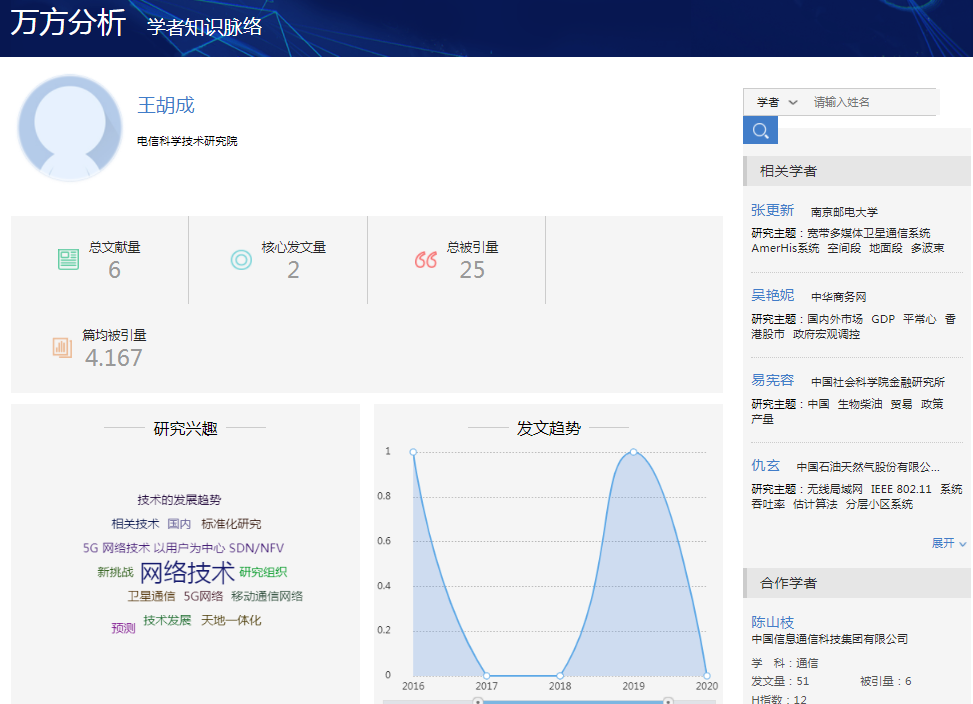 万方分析 学者知识脉络
王胡成
电信科学技术研究院
总文献量
6
核心发文量
2
总被引量
25
篇均被引量
4.167
研究兴趣
技术的发展趋势
相关技术 国内 标准化研究
5G 网络技术 以用户为中心 SDN/NFV
新挑战 网络技术 研究组织
卫星通信 5G网络 移动通信网络
预测 技术发展 天地一体化
发文趋势
1
0.8
0.6
0.4
0.2
0
2016 2017 2018 2019 2020
学者 请输入姓名
相关学者
张更新 南京邮电大学
研究主题：宽带多媒体卫星通信系统
AmerHis系统 空间段 地面段 多波束
吴艳妮 中华商务网
研究主题：国内外市场 GDP 平常心 香
港股市 政府宏观调控
易宪容 中国社会科学院金融研究所
研究主题：中国 生物柴油 贸易 政策
产量
仇玄 中国石油天然气股份有限公...
研究主题：无线局域网 IEEE 802.11 系统
吞吐率 估计算法 分层小区系统
展开
合作学者
陈山枝
中国信息通信科技集团有限公司
学 科：通信
发文量：51 被引量：6
H指数：12